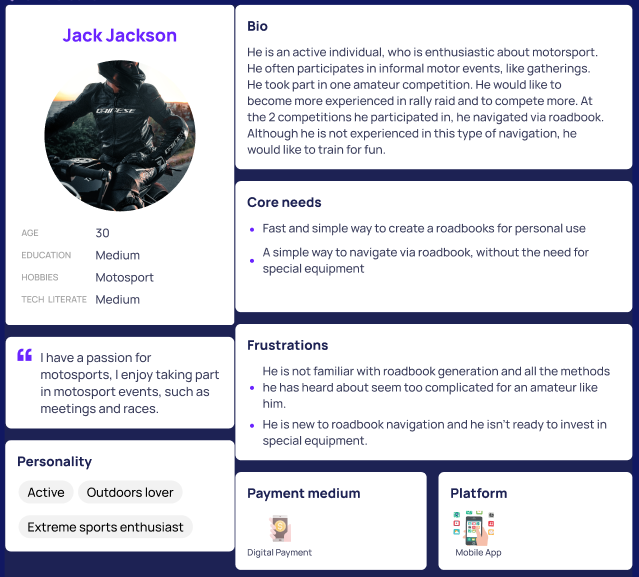 Jack Jackson
DAINESE
AGE 30
EDUCATION Medium
HOBBIES Motosport
TECH LITERATE Medium
I have a passion for
motosports, I enjoy taking part
in motosport events, such as
meetings and races.
Personality
Active Outdoors lover
Extreme sports enthusiast
Bio
He is an active individual, who is enthusiastic about motorsport.
He often participates in informal motor events, like gatherings.
He took part in one amateur competition. He would like to
become more experienced in rally raid and to compete more. At
the 2 competitions he participated in, he navigated via roadbook.
Although he is not experienced in this type of navigation, he
would like to train for fun.
Core needs
Fast and simple way to create a roadbooks for personal use
A simple way to navigate via roadbook, without the need for
special equipment
Frustrations
He is not familiar with roadbook generation and all the methods
he has heard about seem too complicated for an amateur like
him.
He is new to roadbook navigation and he isn't ready to invest in
special equipment.
Payment medium
Digital Payment
Platform
Mobile App